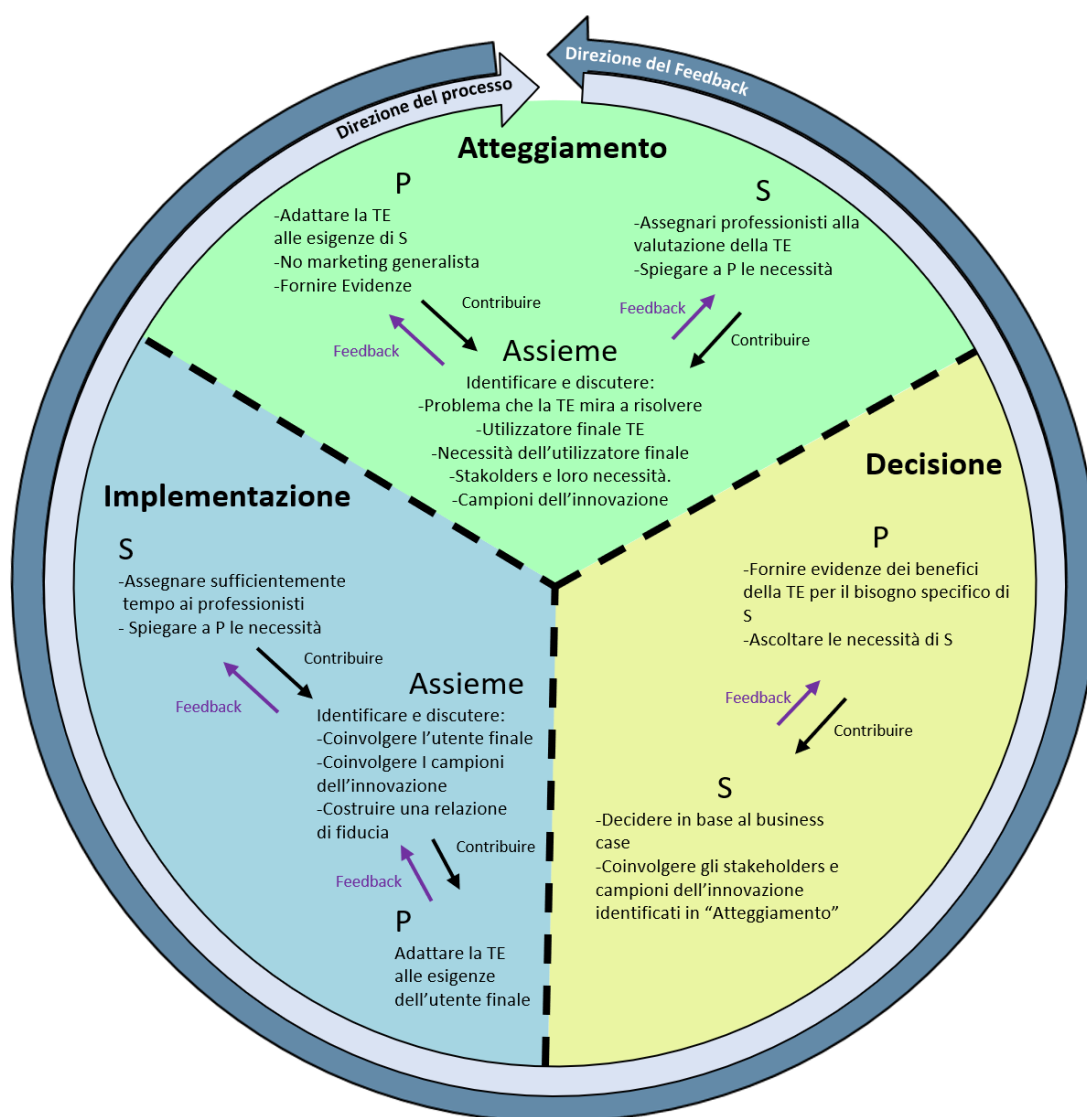 Direzione del processo
Direzione del Feedback
Atteggiamento
P
-Adattare la TE
alle esigenze di S
-No marketing generalista
-Fornire Evidenze
S
-Assegnari professionisti alla
valutazione della TE
-Spiegare a P le necessità
Contribuire
Feedback
Feedback
Contribuire
Assieme
Identificare e discutere:
-Problema che la TE mira a risolvere
-Utilizzatore finale TE
-Necessità dell’utilizzatore finale
-Stakolders e loro necessità.
-Campioni dell’innovazione
Decisione
P
-Fornire evidenze dei benefici
della TE per il bisogno specifico di
S
-Ascoltare le necessità di S
Feedback
Contribuire
S
-Decidere in base al business
case
-Coinvolgere gli stakeholders e
campioni dell’innovazione
identificati in “Atteggiamento”
Implementazione
S
-Assegnare sufficientemente
tempo ai professionisti
- Spiegare a P le necessità
Contribuire
Feedback
Assieme
Identificare e discutere:
-Coinvolgere l’utente finale
-Coinvolgere I campioni
dell’innovazione
-Costruire una relazione
di fiducia
Contribuire
Feedback
P
Adattare la TE
alle esigenze
dell’utente finale